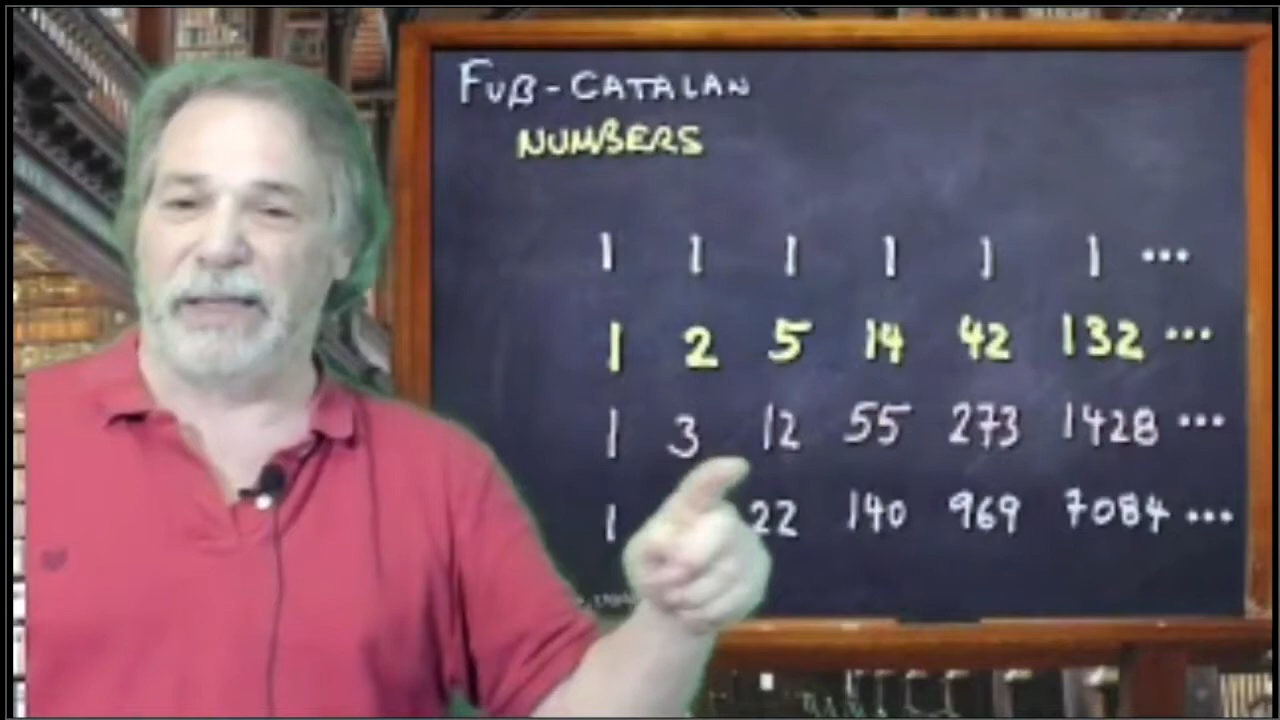 Fuß-CATALAN
NUMBERS
1 1 1 1 1 1 ...
1 2 5 14 42 132 ...
1 3 12 55 273 1428 ...
1 22 140 969 7084 ...